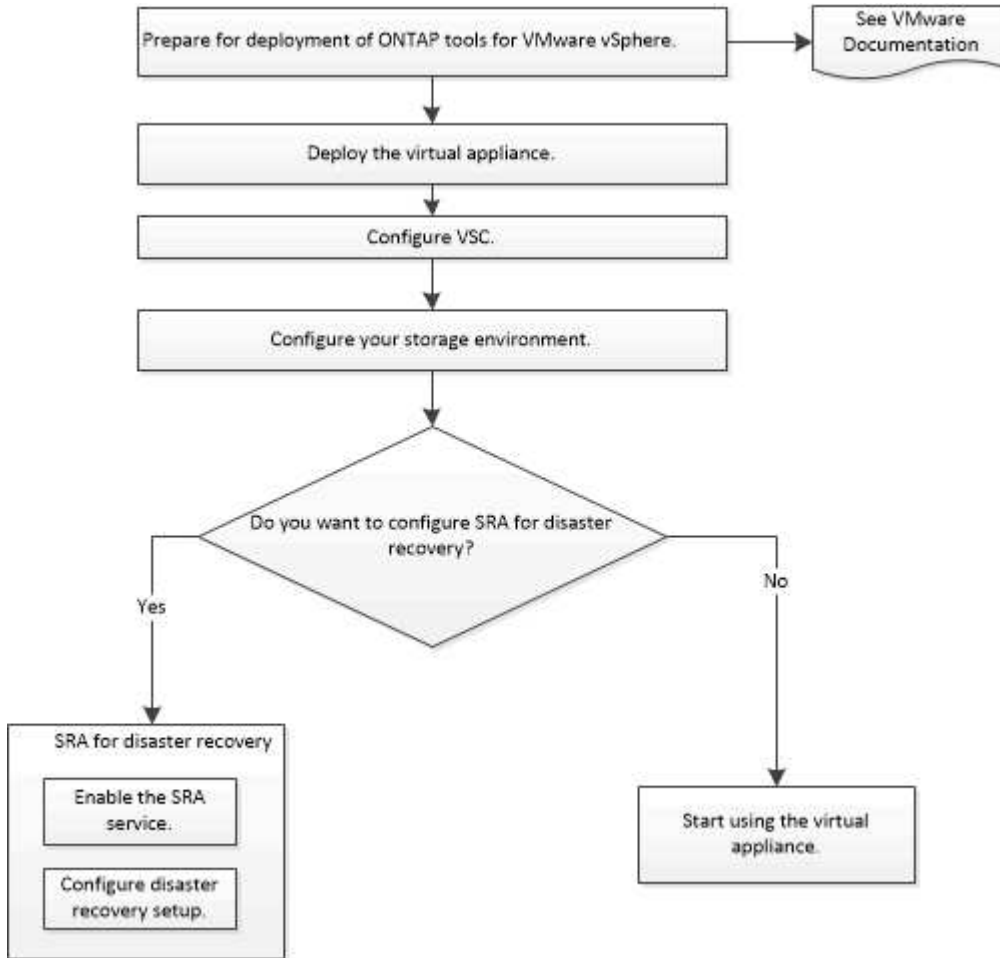 Prepare for deployment of ONTAP tools for VMware vSphere.
See VMware
Documentation
Deploy the virtual appliance.
Configure VSC.
Configure your storage environment.
Do you want to configure SRA for disaster
recovery?
Yes
No
SRA for disaster recovery
Enable the SRA
service.
Configure disaster
recovery setup.
Start using the virtual
appliance.